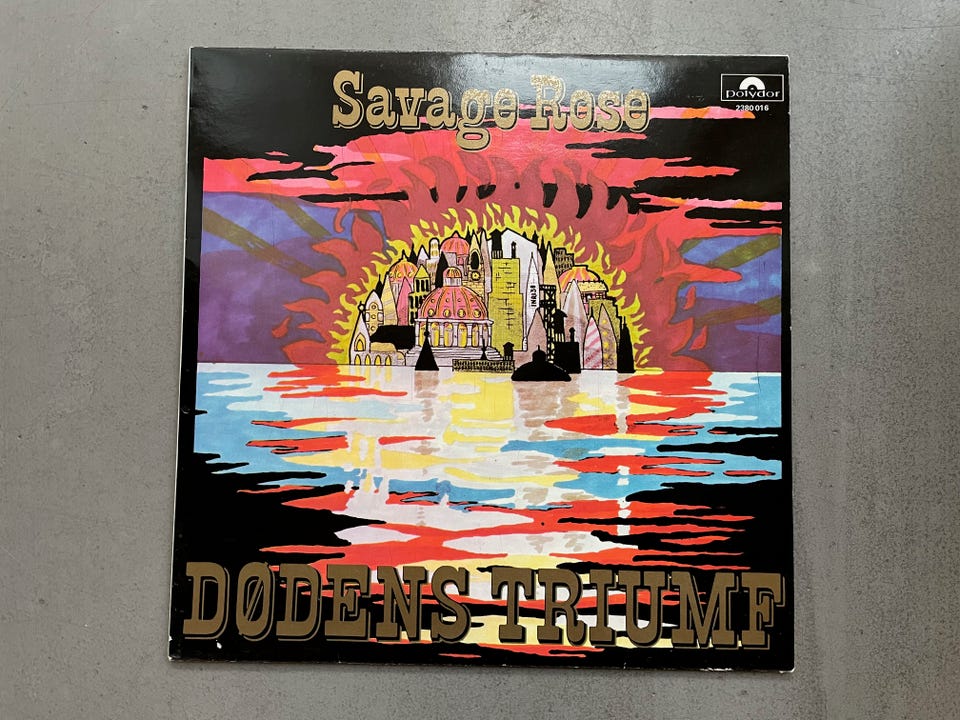 Savage Rose
polydor
2380 016
DØDENS TRIUMF